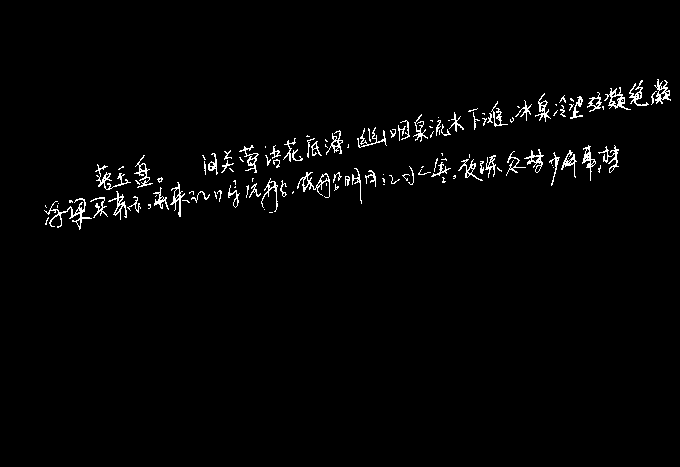 落玉盘。间关莺语花底滑,幽咽泉流水下滩。冰泉冷涩弦凝绝凝
浮梁买茶去。去来江口守空船,绕船明月江水寒。夜深忽梦少年事,梦